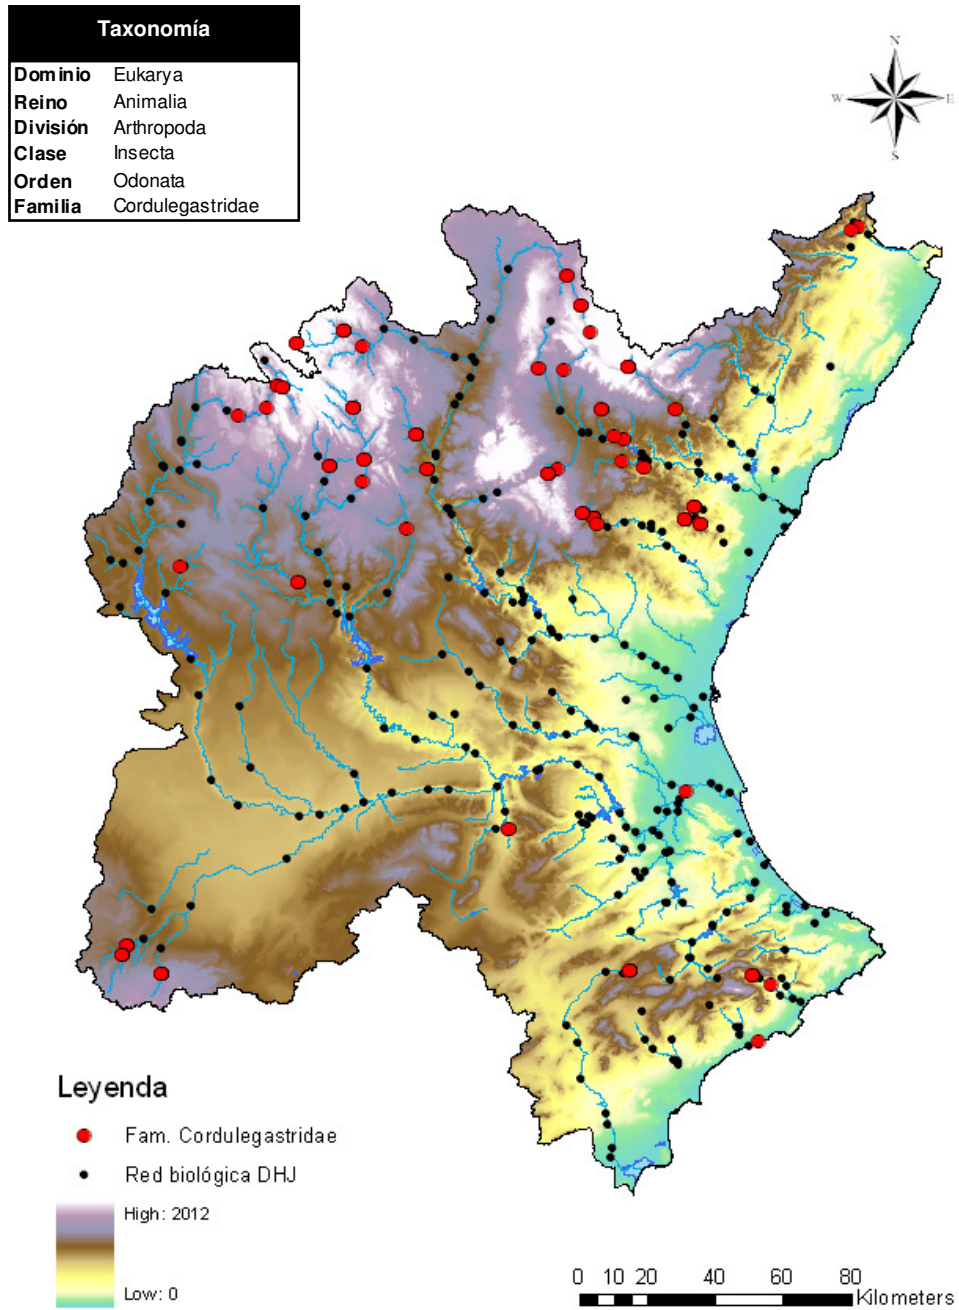 Taxonomía
Dominio Eukarya
Reino Animalia
División Arthropoda
Clase Insecta
Orden Odonata
Familia Cordulegastridae
N
W E
S
Leyenda
Fam. Cordulegastridae
Red biológica DHJ
High: 2012
Low: 0
0 10 20 40 60 80
Kilometers